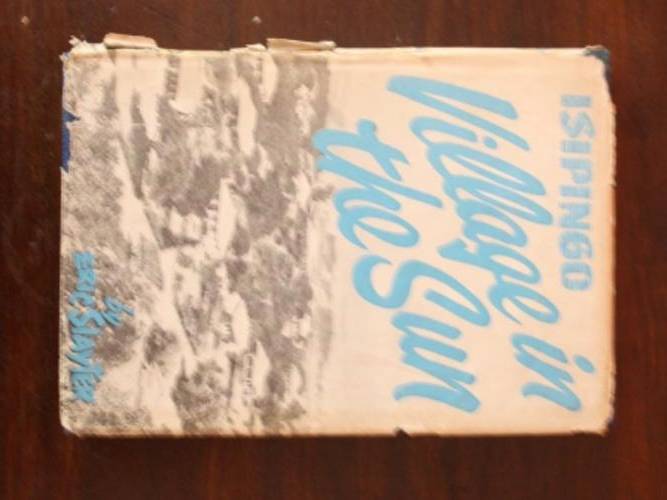 ISIPINGO
Village in
the Sun
by
ERIC SLAYTER